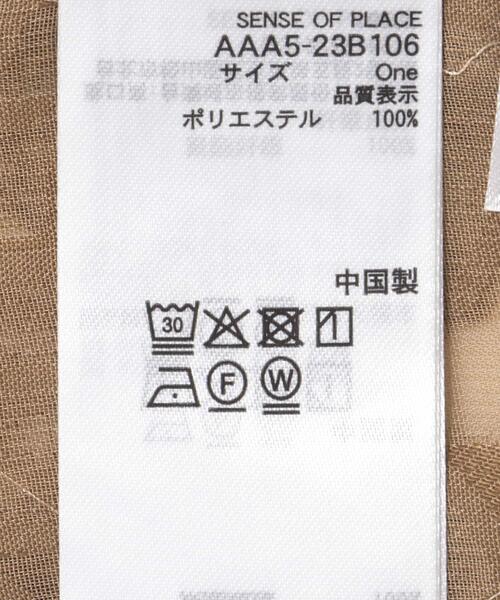 SENSE OF PLACE
AAA5-23B106
サイズ One
品質表示
ポリエステル 100%
中国製
30
F W